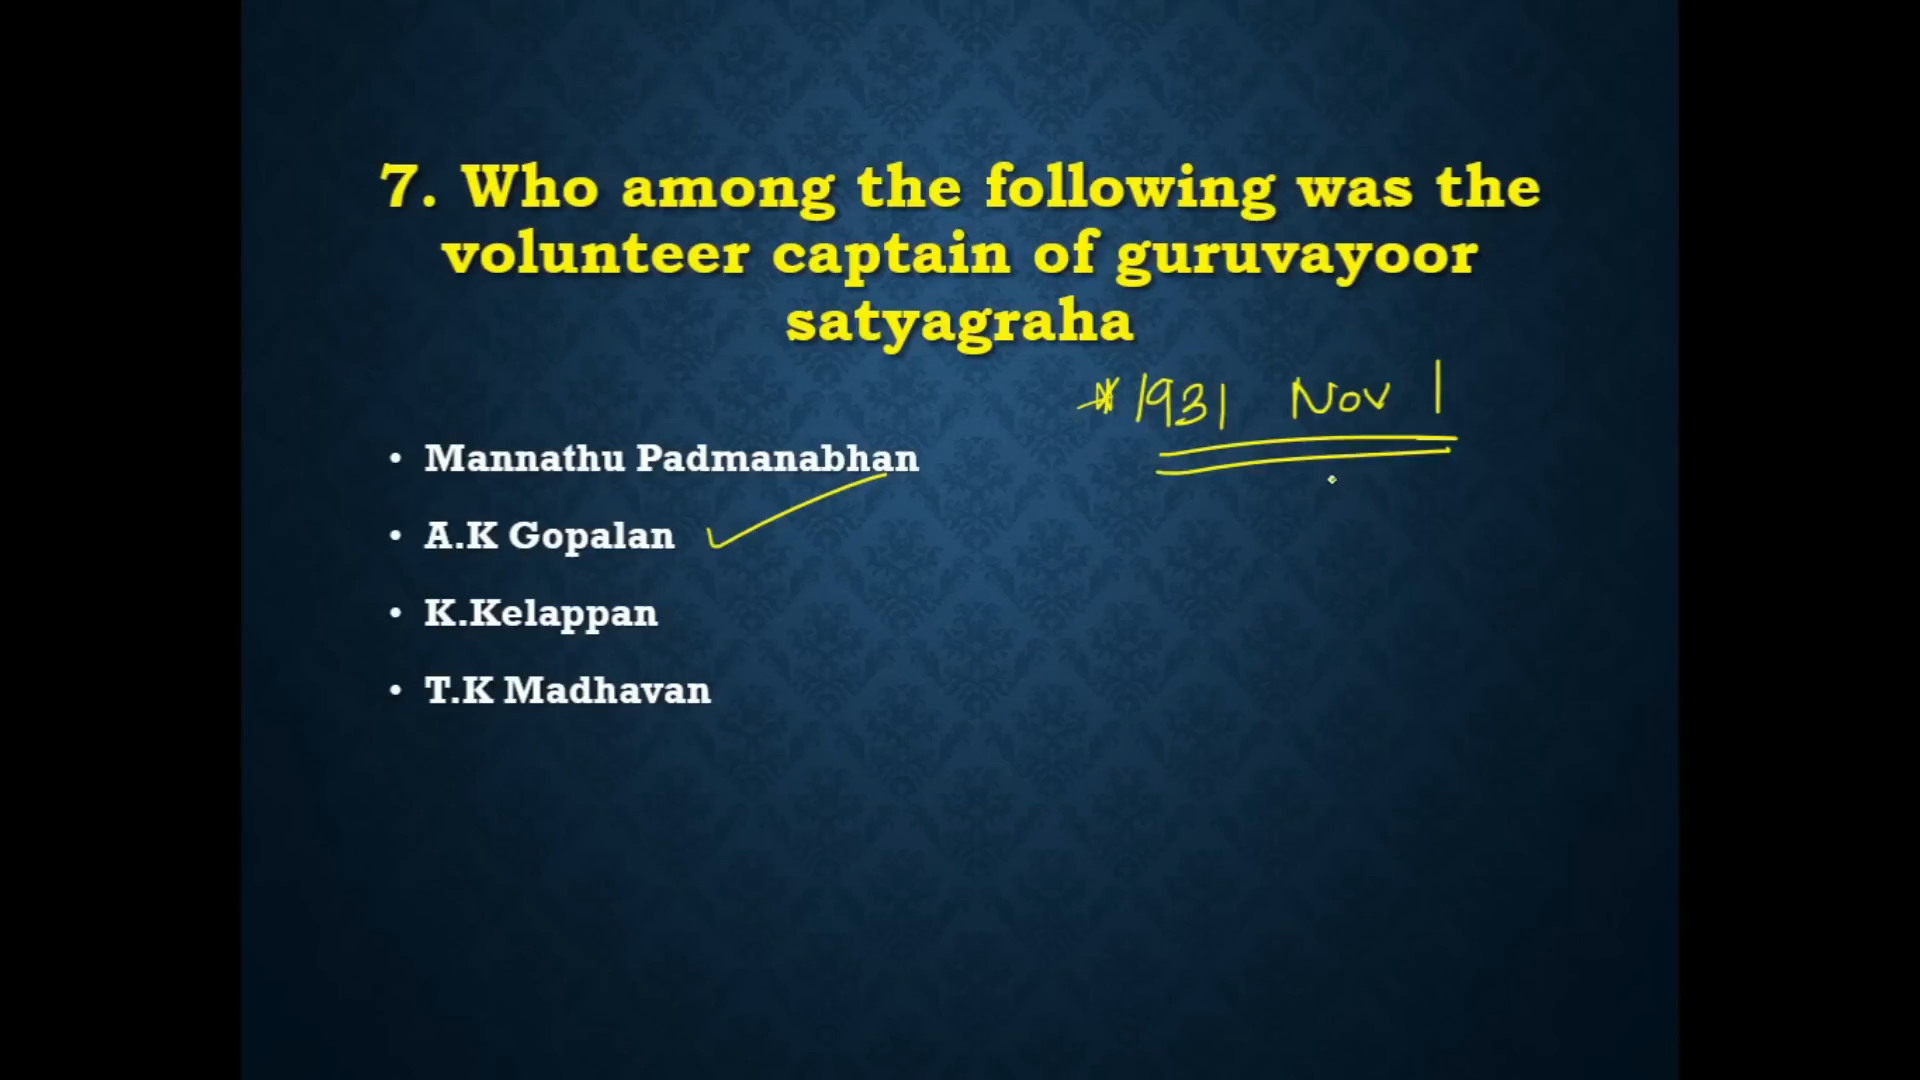 7. Who among the following was the
volunteer captain of guruvayoor
satyagraha
* 1931 Nov 1
• Mannathu Padmanabhan
• A.K Gopalan
• K.Kelappan
• T.K Madhavan